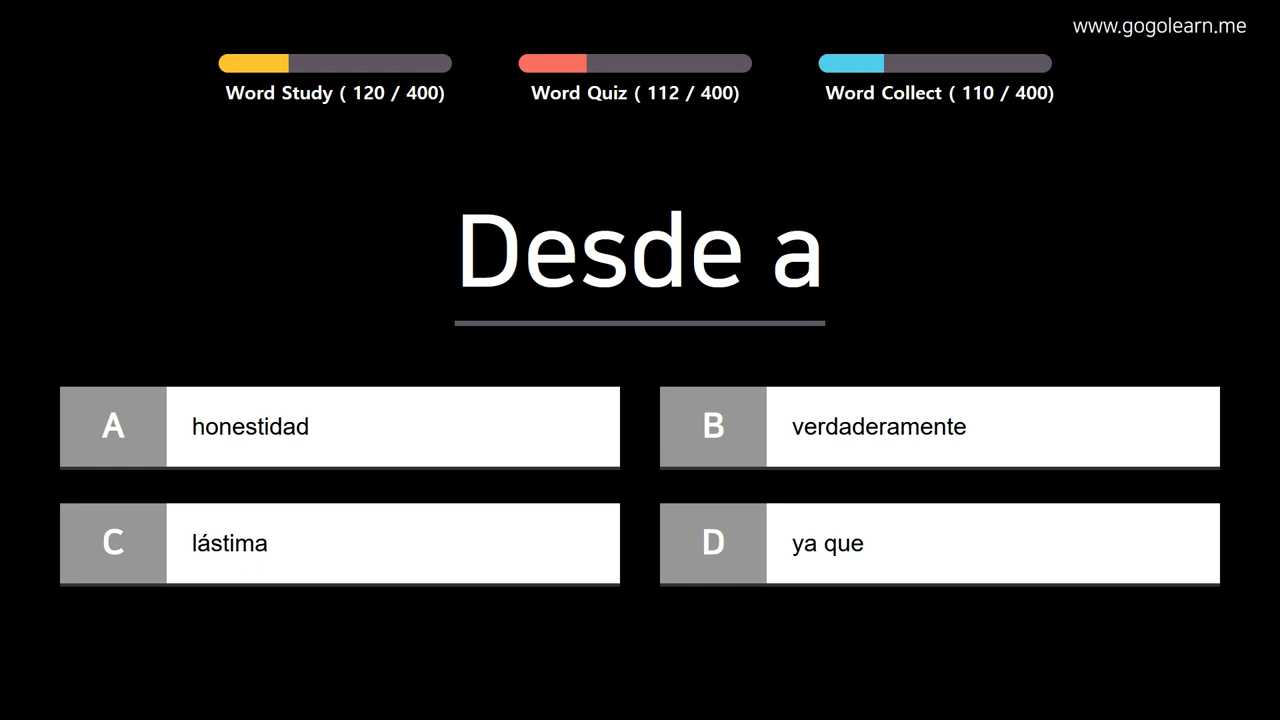 www.gogolearn.me
Word Study ( 120 / 400)
Word Quiz ( 112 / 400)
Word Collect ( 110 / 400)
Desde a
A honestidad
B verdaderamente
C lástima
D ya que